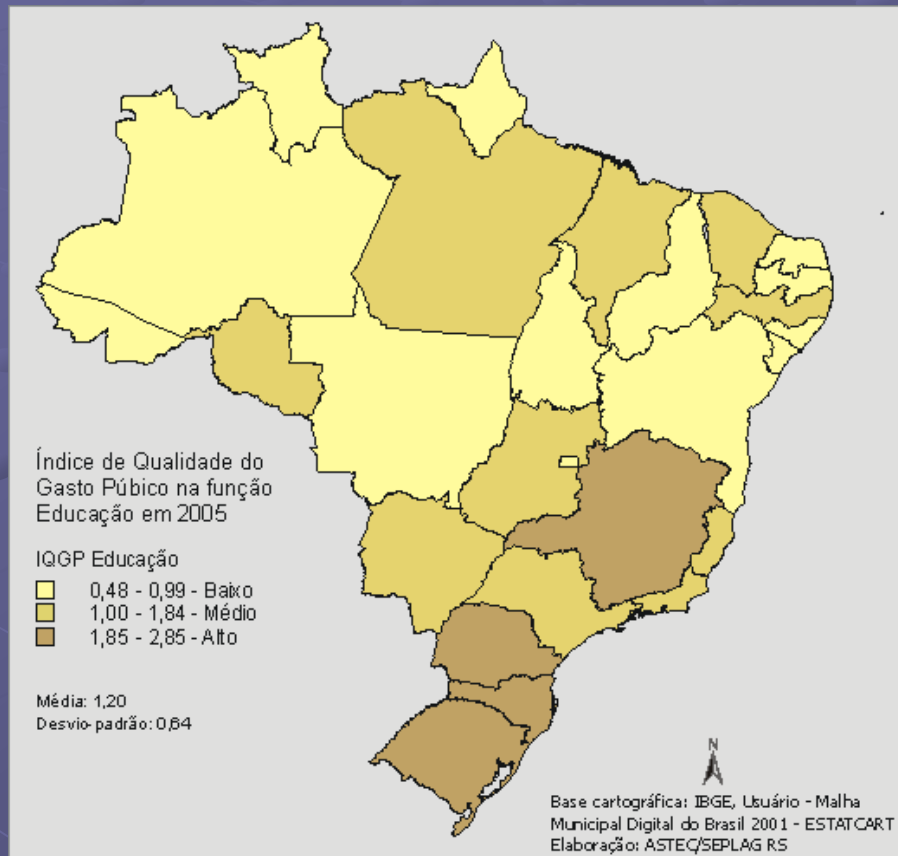 Índice de Qualidade do
Gasto Púbico na função
Educação em 2005
IQGP Educação
0,48 - 0,99 - Baixo
1,00 - 1,84 - Médio
1,85 - 2,85 - Alto
Média: 1,20
Desvio-padrão: 0,64
N
Base cartográfica: IBGE, Usuário - Malha
Municipal Digital do Brasil 2001 - ESTATCART
Elaboração: ASTEC/SEPLAG RS